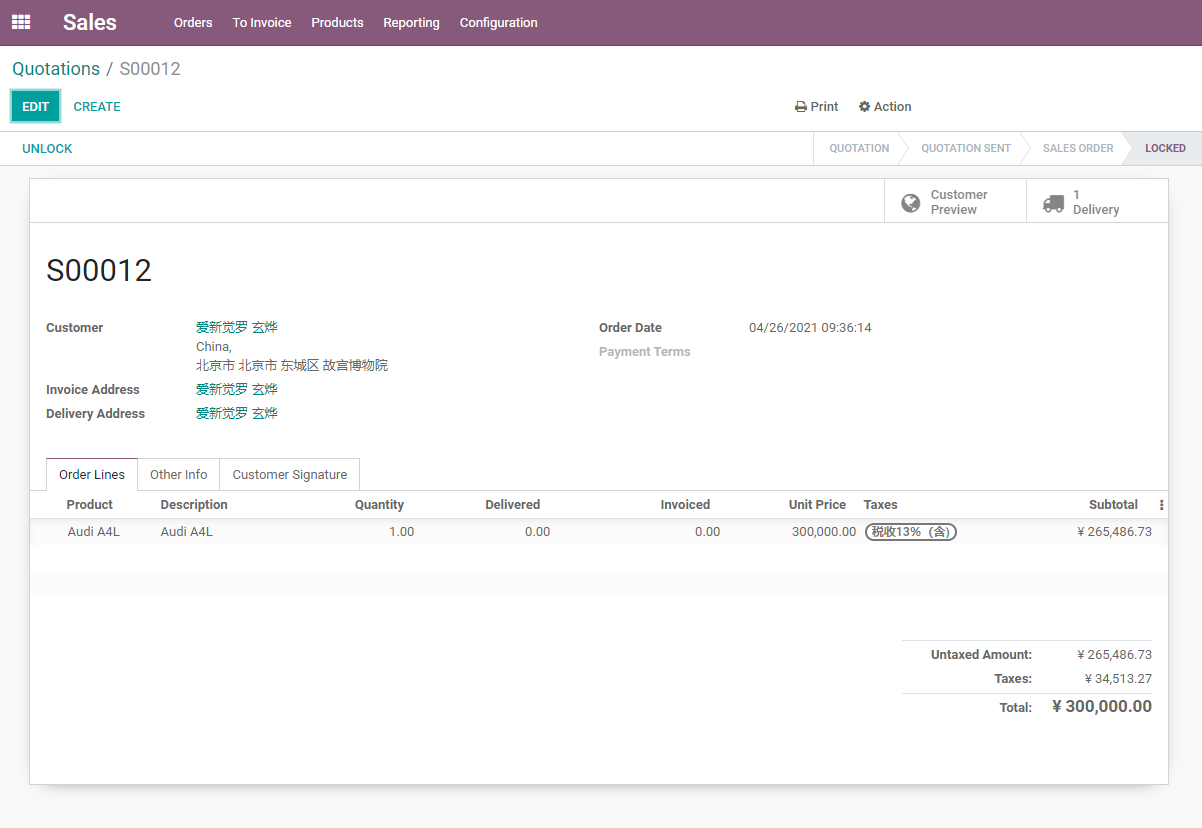 Sales Orders To Invoice Products Reporting Configuration
Quotations / S00012
EDIT CREATE Print Action
UNLOCK QUOTATION QUOTATION SENT SALES ORDER LOCKED
Customer Preview
1 Delivery
S00012
Customer 爱新觉罗 玄烨
China,
北京市 北京市 东城区 故宫博物院
Invoice Address 爱新觉罗 玄烨
Delivery Address 爱新觉罗 玄烨
Order Date 04/26/2021 09:36:14
Payment Terms
Order Lines Other Info Customer Signature
Product Description Quantity Delivered Invoiced Unit Price Taxes Subtotal
Audi A4L Audi A4L 1.00 0.00 0.00 300,000.00 税收13%（含） ¥ 265,486.73
Untaxed Amount: ¥ 265,486.73
Taxes: ¥ 34,513.27
Total: ¥ 300,000.00